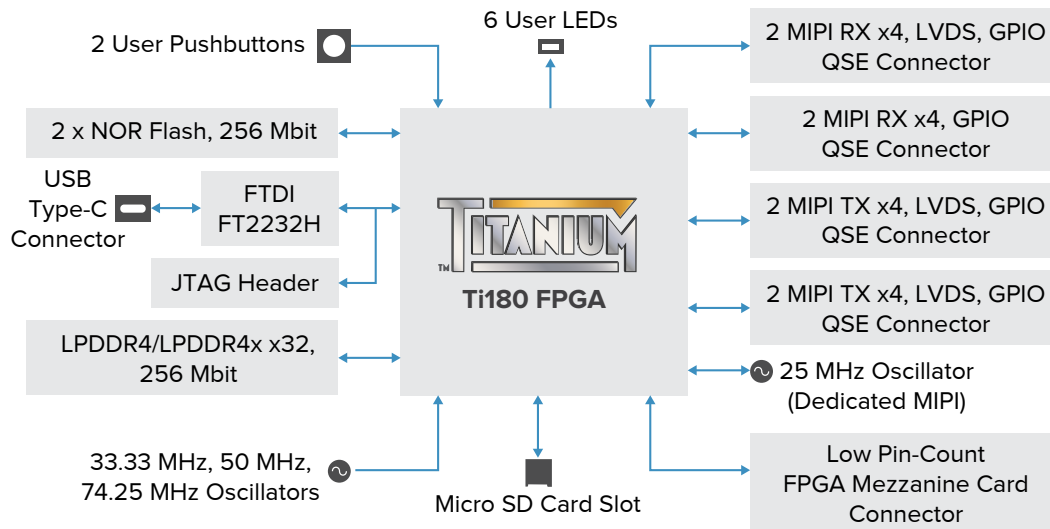 2 User Pushbuttons
6 User LEDs
2 x NOR Flash, 256 Mbit
USB
Type-C
Connector
FTDI
FT2232H
JTAG Header
LPDDR4/LPDDR4x x32,
256 Mbit
33.33 MHz, 50 MHz,
74.25 MHz Oscillators
TITANIUM
TM
Ti180 FPGA
Micro SD Card Slot
2 MIPI RX x4, LVDS, GPIO
QSE Connector
2 MIPI RX x4, GPIO
QSE Connector
2 MIPI TX x4, LVDS, GPIO
QSE Connector
2 MIPI TX x4, LVDS, GPIO
QSE Connector
25 MHz Oscillator
(Dedicated MIPI)
Low Pin-Count
FPGA Mezzanine Card
Connector